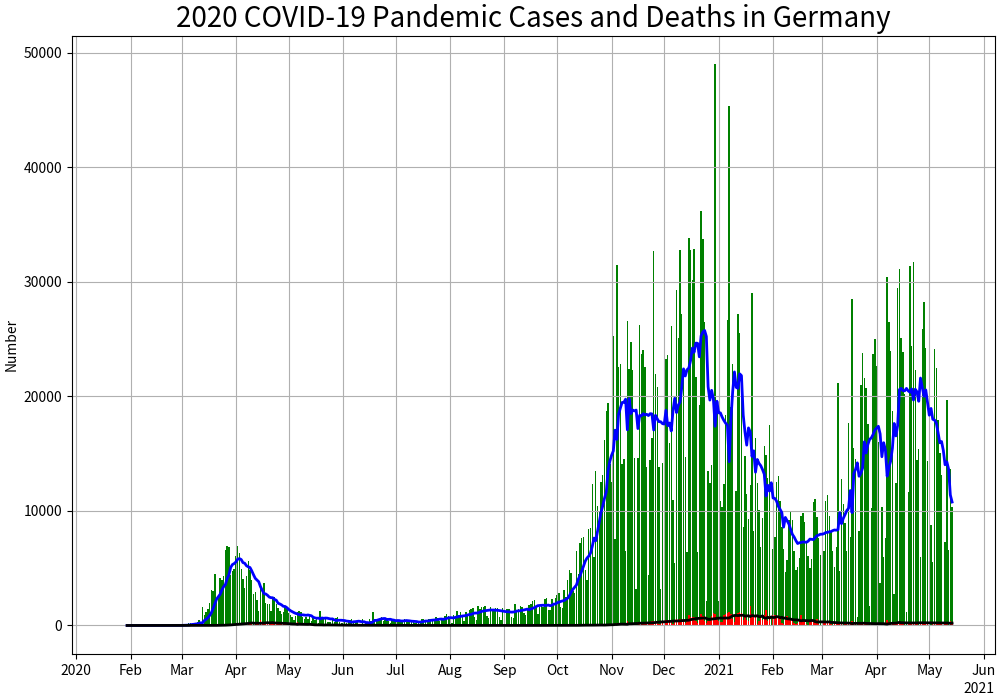 2020 COVID-19 Pandemic Cases and Deaths in Germany
50000
40000
30000
20000
10000
0
Number
2020 Feb Mar Apr May Jun Jul Aug Sep Oct Nov Dec 2021 Feb Mar Apr May Jun
2021